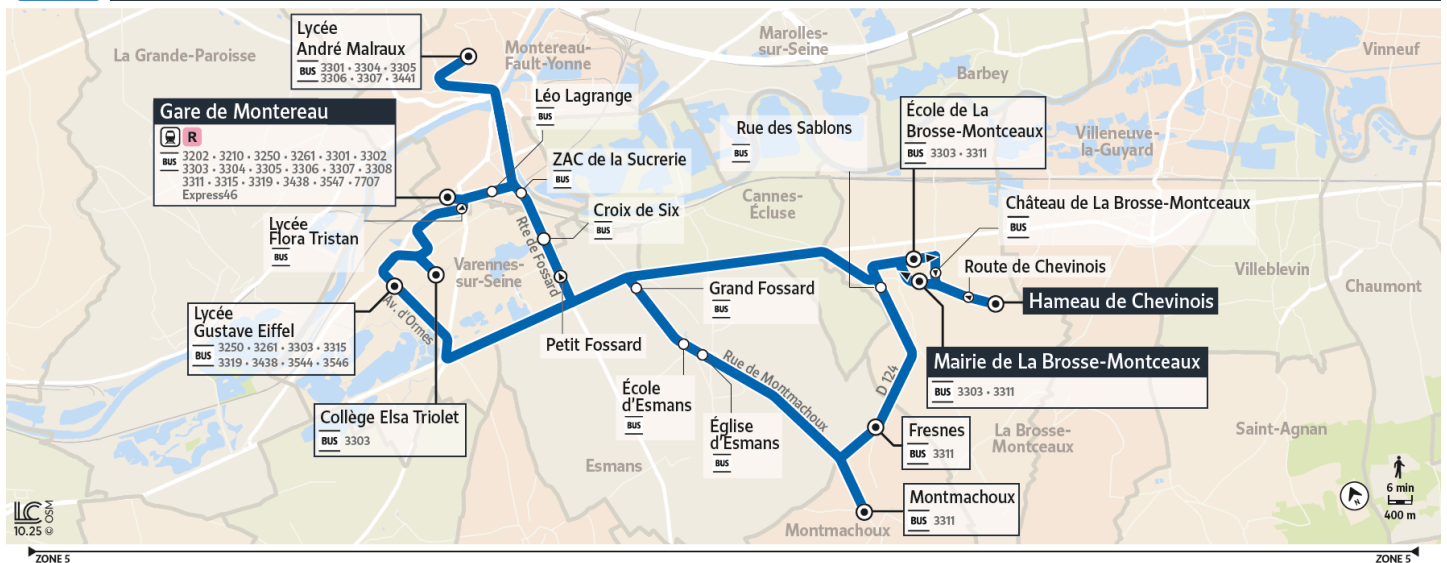 Lycée
André Malraux
BUS 3301 • 3304 • 3305
3306 • 3307 • 3441
La Grande-Paroisse
Montereau-
Fault-Yonne
Marolles-
sur-Seine
Barbey
Vinneuf
Gare de Montereau
R
BUS 3202 • 3210 • 3250 • 3261 • 3301 • 3302
3303 • 3304 • 3305 • 3306 • 3307 • 3308
3311 • 3315 • 3319 • 3438 • 3547 • 7707
Express46
Léo Lagrange
BUS
ZAC de la Sucrerie
BUS
Croix de Six
BUS
Rue des Sablons
BUS
École de La
Brosse-Montceaux
BUS 3303 • 3311
Villeneuve-
la-Guyard
Cannes-
Écluse
Château de La Brosse-Montceaux
BUS
Lycée
Flora Tristan
BUS
Varennes-
sur-Seine
Rte de Fossard
Route de Chevinois
Villeblevin
Chaumont
Hameau de Chevinois
Grand Fossard
BUS
Lycée
Gustave Eiffel
BUS 3250 • 3261 • 3303 • 3315
3319 • 3438 • 3544 • 3546
Av. d'Ormes
Petit Fossard
Mairie de La Brosse-Montceaux
BUS 3303 • 3311
Rue de Montmachoux
D 124
École
d'Esmans
BUS
Église
d'Esmans
BUS
Collège Elsa Triolet
BUS 3303
Fresnes
BUS 3311
La Brosse-
Montceaux
Saint-Agnan
Esmans
Montmachoux
BUS 3311
Montmachoux
6 min
400 m
LC
10.25 © OSM
ZONE 5
ZONE 5